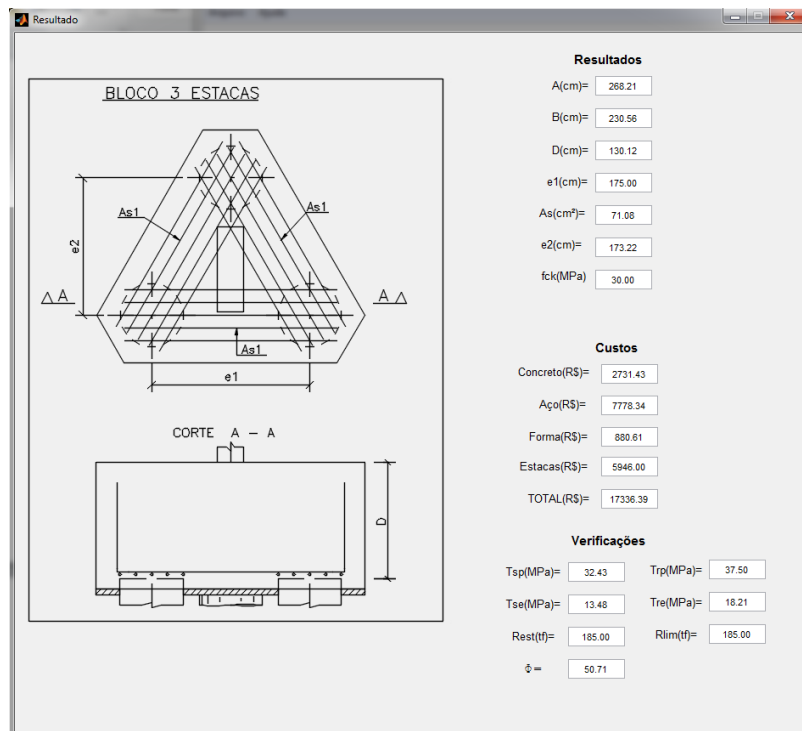 Resultado
BLOCO 3 ESTACAS
As1
As1
e2
A
A
As1
e1
CORTE A – A
D
Resultados
A(cm)= 268.21
B(cm)= 230.56
D(cm)= 130.12
e1(cm)= 175.00
As(cm²)= 71.08
e2(cm)= 173.22
fck(MPa) 30.00
Custos
Concreto(R$)= 2731.43
Aço(R$)= 7778.34
Forma(R$)= 880.61
Estacas(R$)= 5946.00
TOTAL(R$)= 17336.39
Verificações
Tsp(MPa)= 32.43 Trp(MPa)= 37.50
Tse(MPa)= 13.48 Tre(MPa)= 18.21
Rest(tf)= 185.00 Rlim(tf)= 185.00
Φ = 50.71